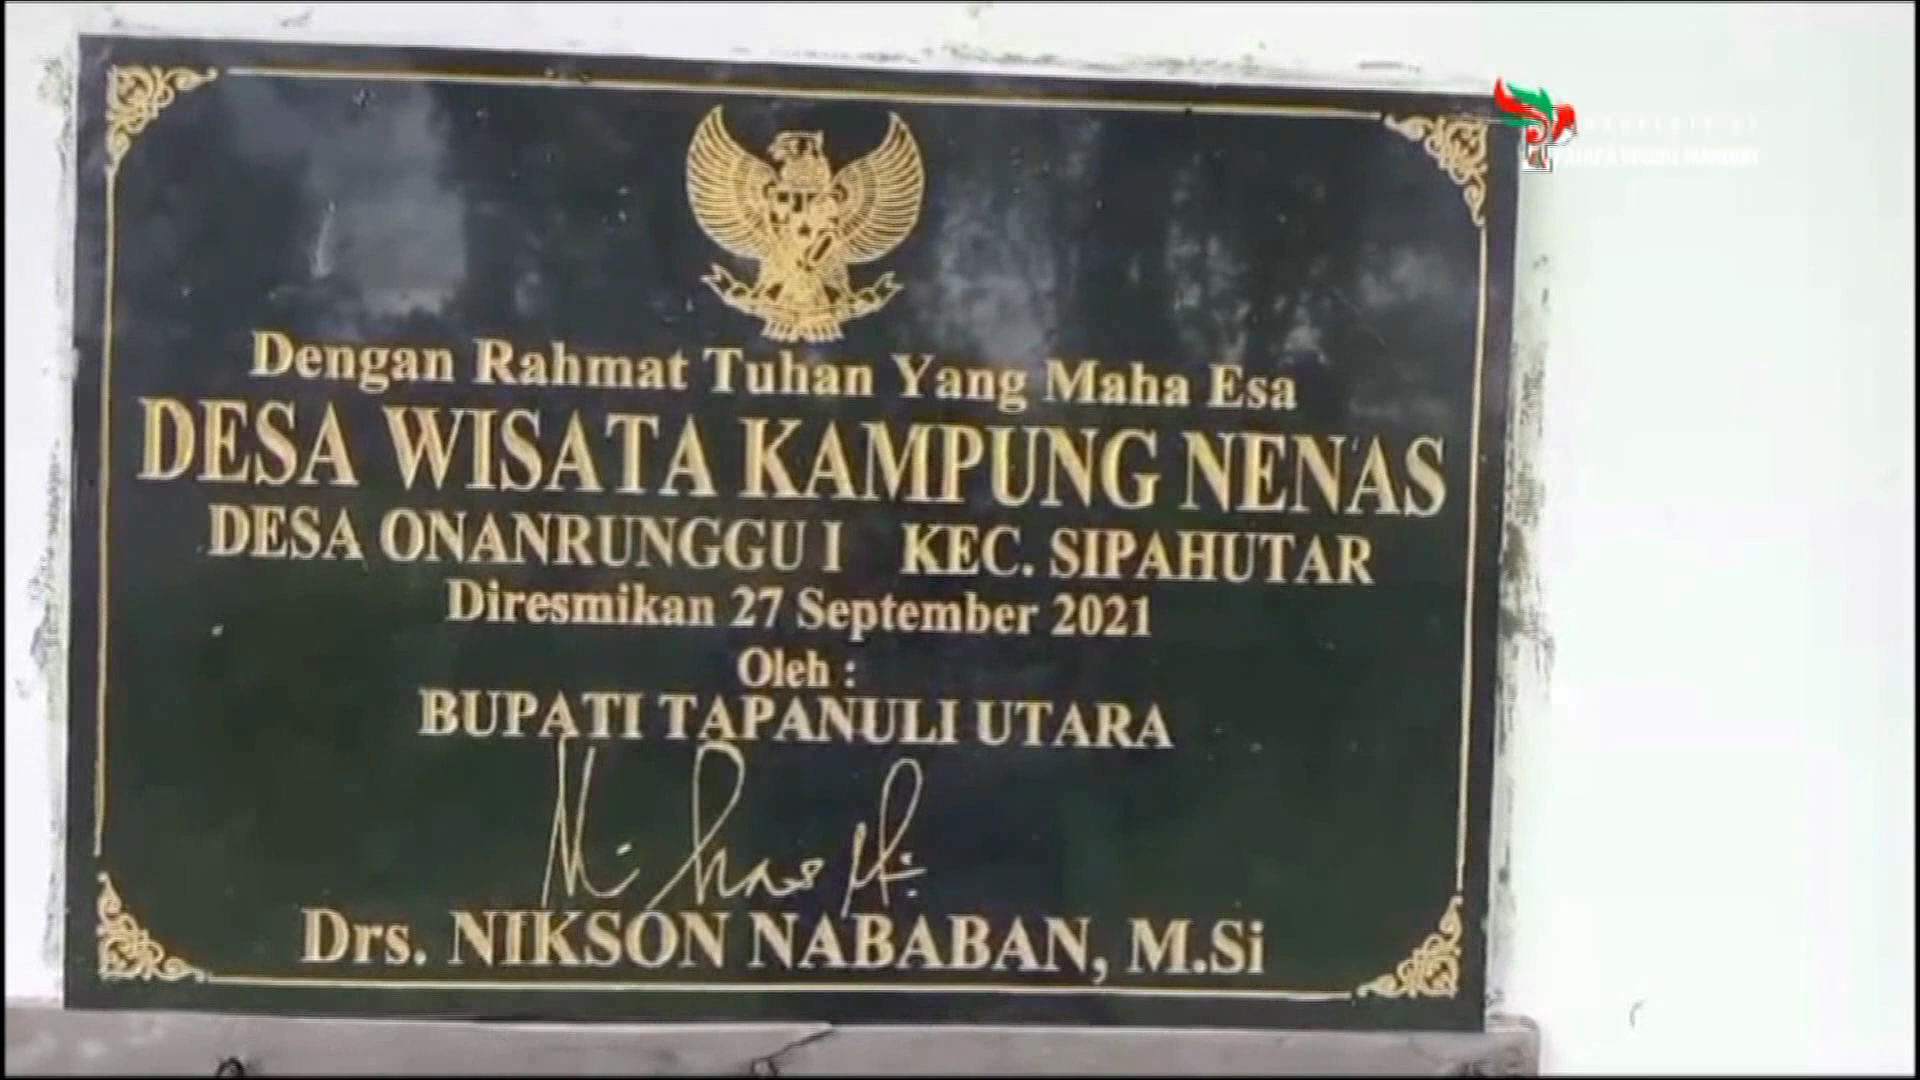 Dengan Rahmat Tuhan Yang Maha Esa
DESA WISATA KAMPUNG NENAS
DESA ONANRUNGGU I KEC. SIPAHUTAR
Diresmikan 27 September 2021
Oleh :
BUPATI TAPANULI UTARA
Drs. NIKSON NABABAN, M.Si